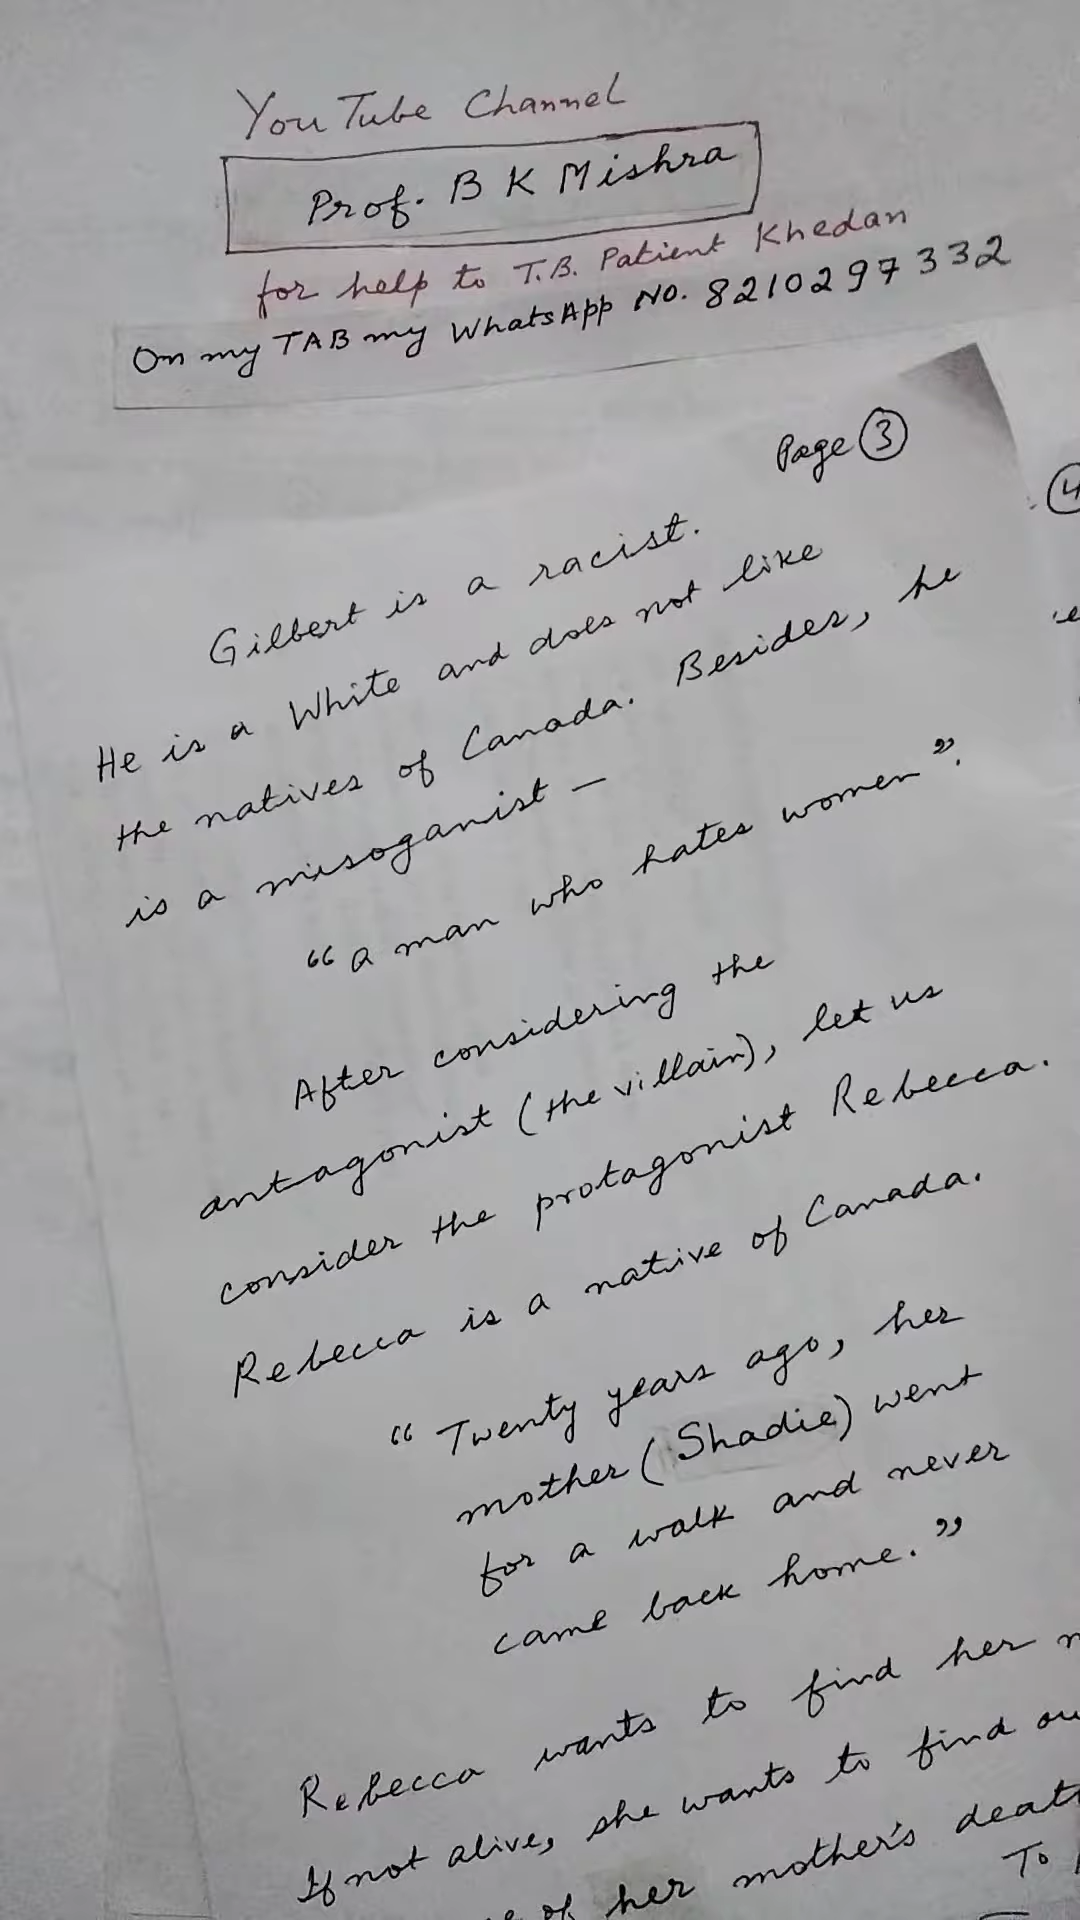 YouTube Channel
Prof. B K Mishra
for help to T.B. Patient Khedan
On my TAB my WhatsApp NO. 8210297332
Page 3
4
Gilbert is a racist.
He is a White and does not like
the natives of Canada. Besides, he
is a misoganist —
"a man who hates women".
After considering the
antagonist (the villain), let us
consider the protagonist Rebecca.
Rebecca is a native of Canada.
"Twenty years ago, her
mother (Shadie) went
for a walk and never
came back home."
Rebecca wants to find her
If not alive, she wants to find
of her mother's
To